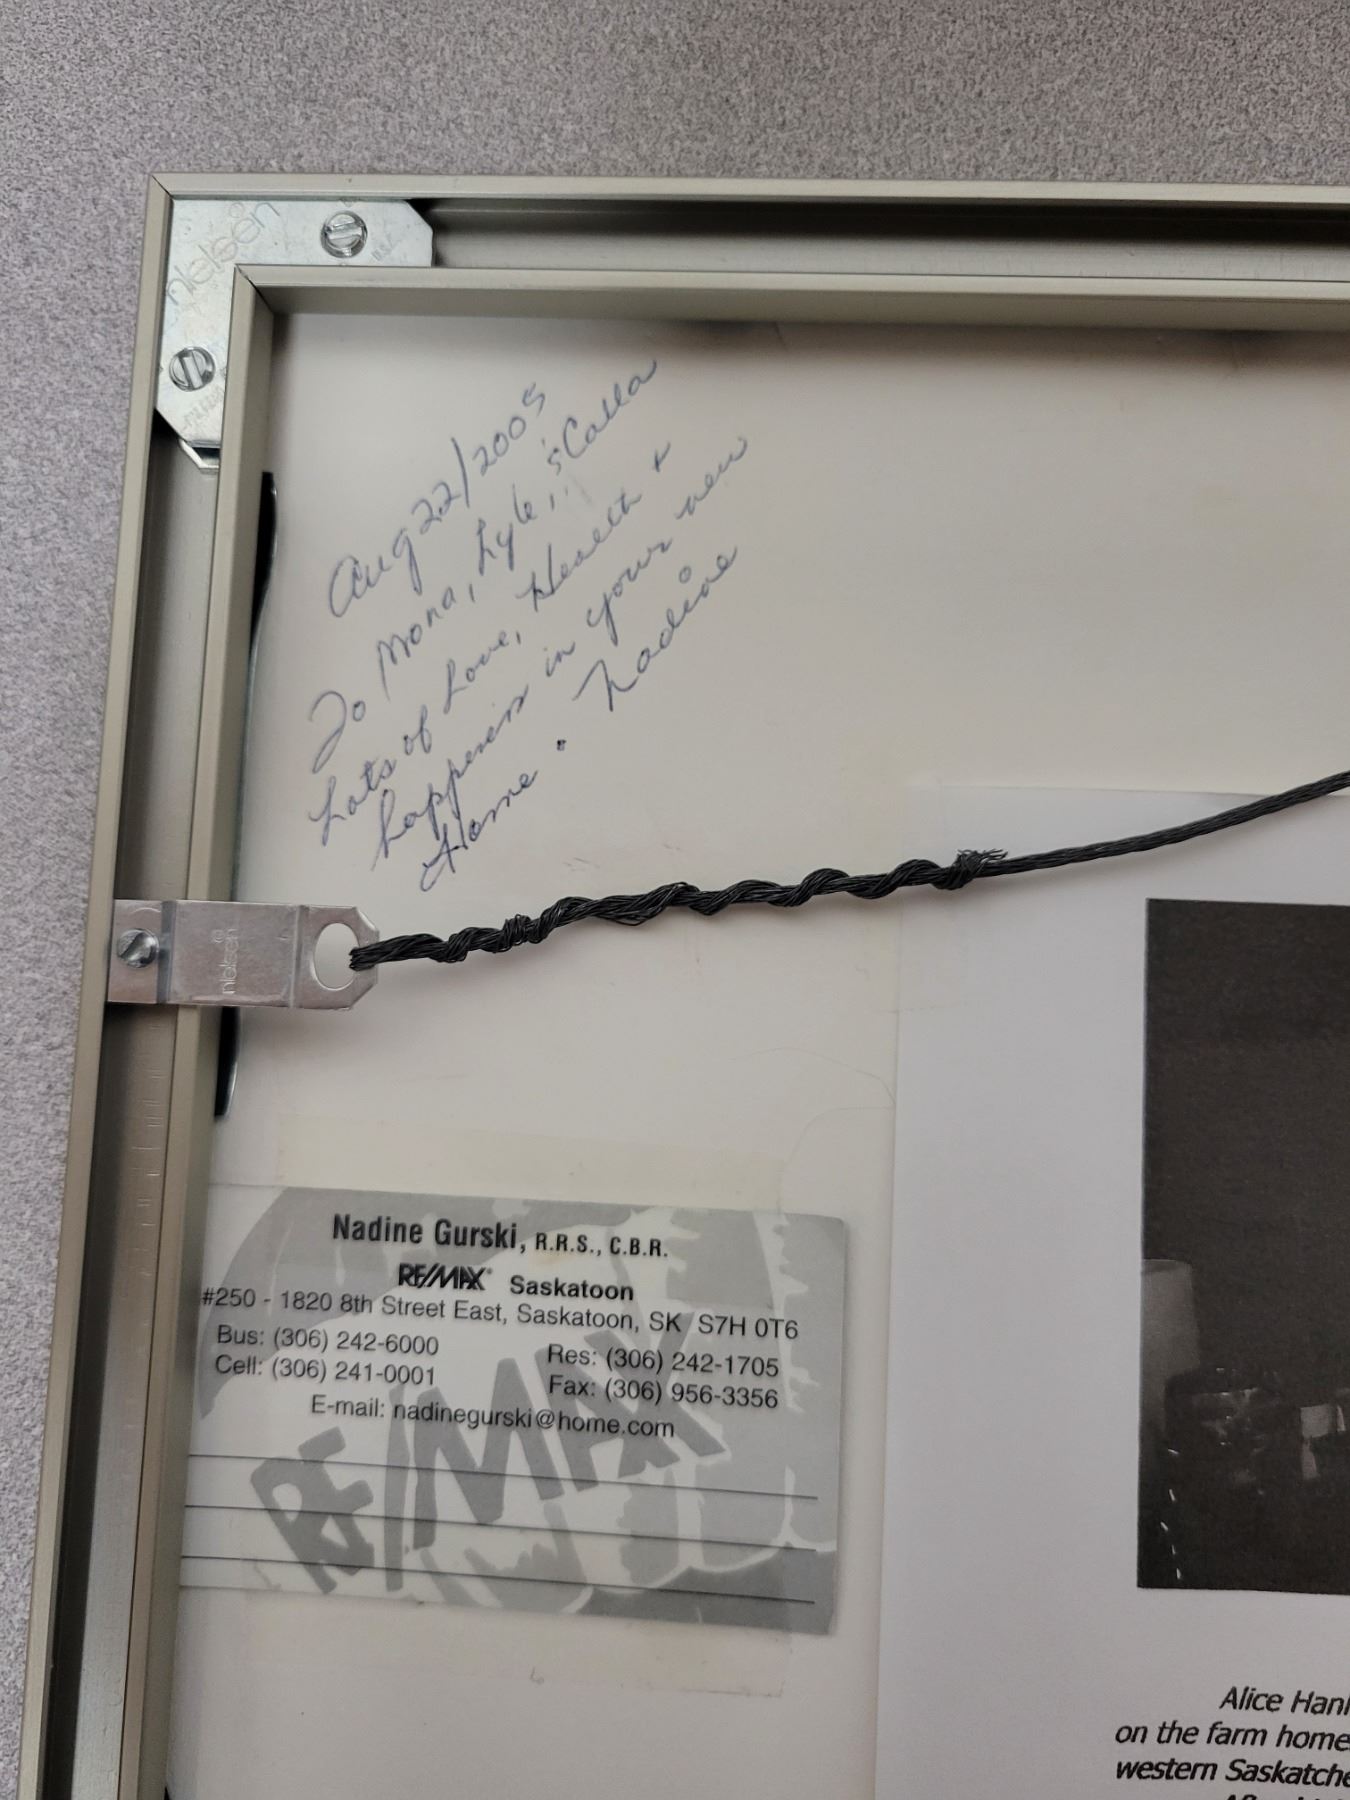 nielsen®
Aug 22/2005
To Mona, Lyle, & Calla
Lots of Love, Health +
happiness in your new
Home. Nadine
nielsen®
Nadine Gurski, R.R.S., C.B.R.
RE/MAX® Saskatoon
#250 - 1820 8th Street East, Saskatoon, SK S7H 0T6
Bus: (306) 242-6000 Res: (306) 242-1705
Cell: (306) 241-0001 Fax: (306) 956-3356
E-mail: nadinegurski@home.com
RE/MAX
Alice
on the farm home
western